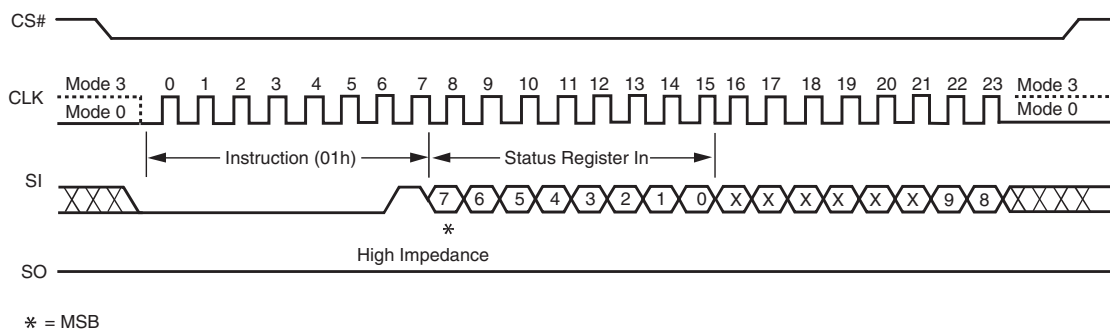 CS#
Mode 3 0 1 2 3 4 5 6 7 8 9 10 11 12 13 14 15 16 17 18 19 20 21 22 23 Mode 3
CLK
Mode 0 Mode 0
Instruction (01h) Status Register In
SI
7 6 5 4 3 2 1 0 X X X X X X 9 8
*
High Impedance
SO
* = MSB